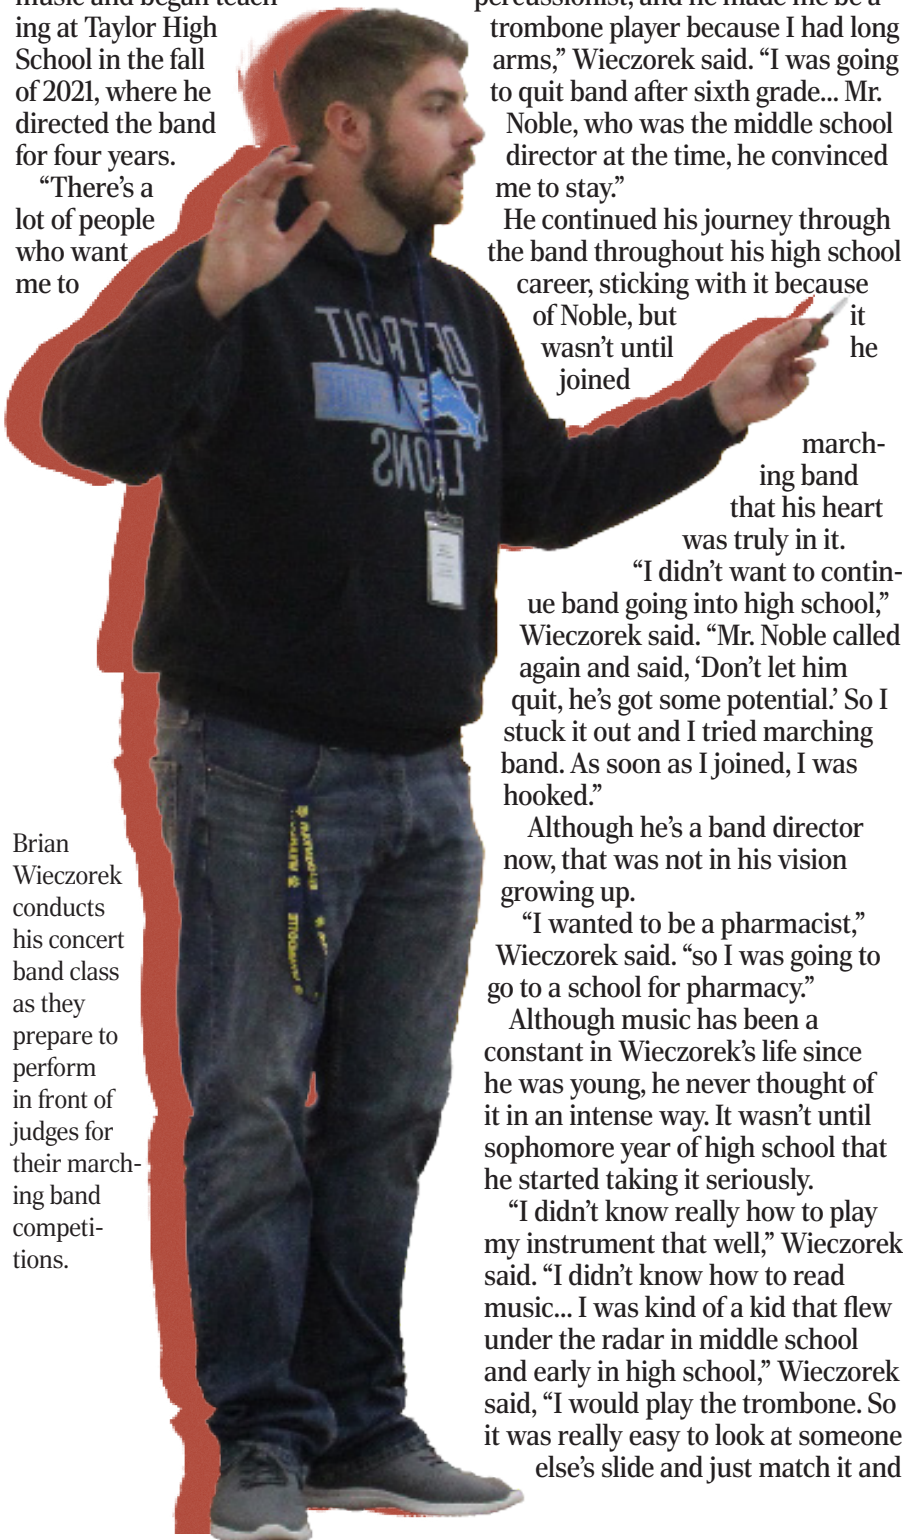 music and began teach-
ing at Taylor High
School in the fall
of 2021, where he
directed the band
for four years.
“There’s a
lot of people
who want
me to
Brian
Wieczorek
conducts
his concert
band class
as they
prepare to
perform
in front of
judges for
their march-
ing band
competi-
tions.
DETROIT
LIONS
percussionist, and he made me be a
trombone player because I had long
arms,” Wieczorek said. “I was going
to quit band after sixth grade... Mr.
Noble, who was the middle school
director at the time, he convinced
me to stay.”
He continued his journey through
the band throughout his high school
career, sticking with it because
of Noble, but it
wasn’t until he
joined
march-
ing band
that his heart
was truly in it.
“I didn’t want to contin-
ue band going into high school,”
Wieczorek said. “Mr. Noble called
again and said, ‘Don’t let him
quit, he’s got some potential.’ So I
stuck it out and I tried marching
band. As soon as I joined, I was
hooked.”
Although he’s a band director
now, that was not in his vision
growing up.
“I wanted to be a pharmacist,”
Wieczorek said. “so I was going to
go to a school for pharmacy.”
Although music has been a
constant in Wieczorek’s life since
he was young, he never thought of
it in an intense way. It wasn’t until
sophomore year of high school that
he started taking it seriously.
“I didn’t know really how to play
my instrument that well,” Wieczorek
said. “I didn’t know how to read
music... I was kind of a kid that flew
under the radar in middle school
and early in high school,” Wieczorek
said, “I would play the trombone. So
it was really easy to look at someone
else’s slide and just match it and